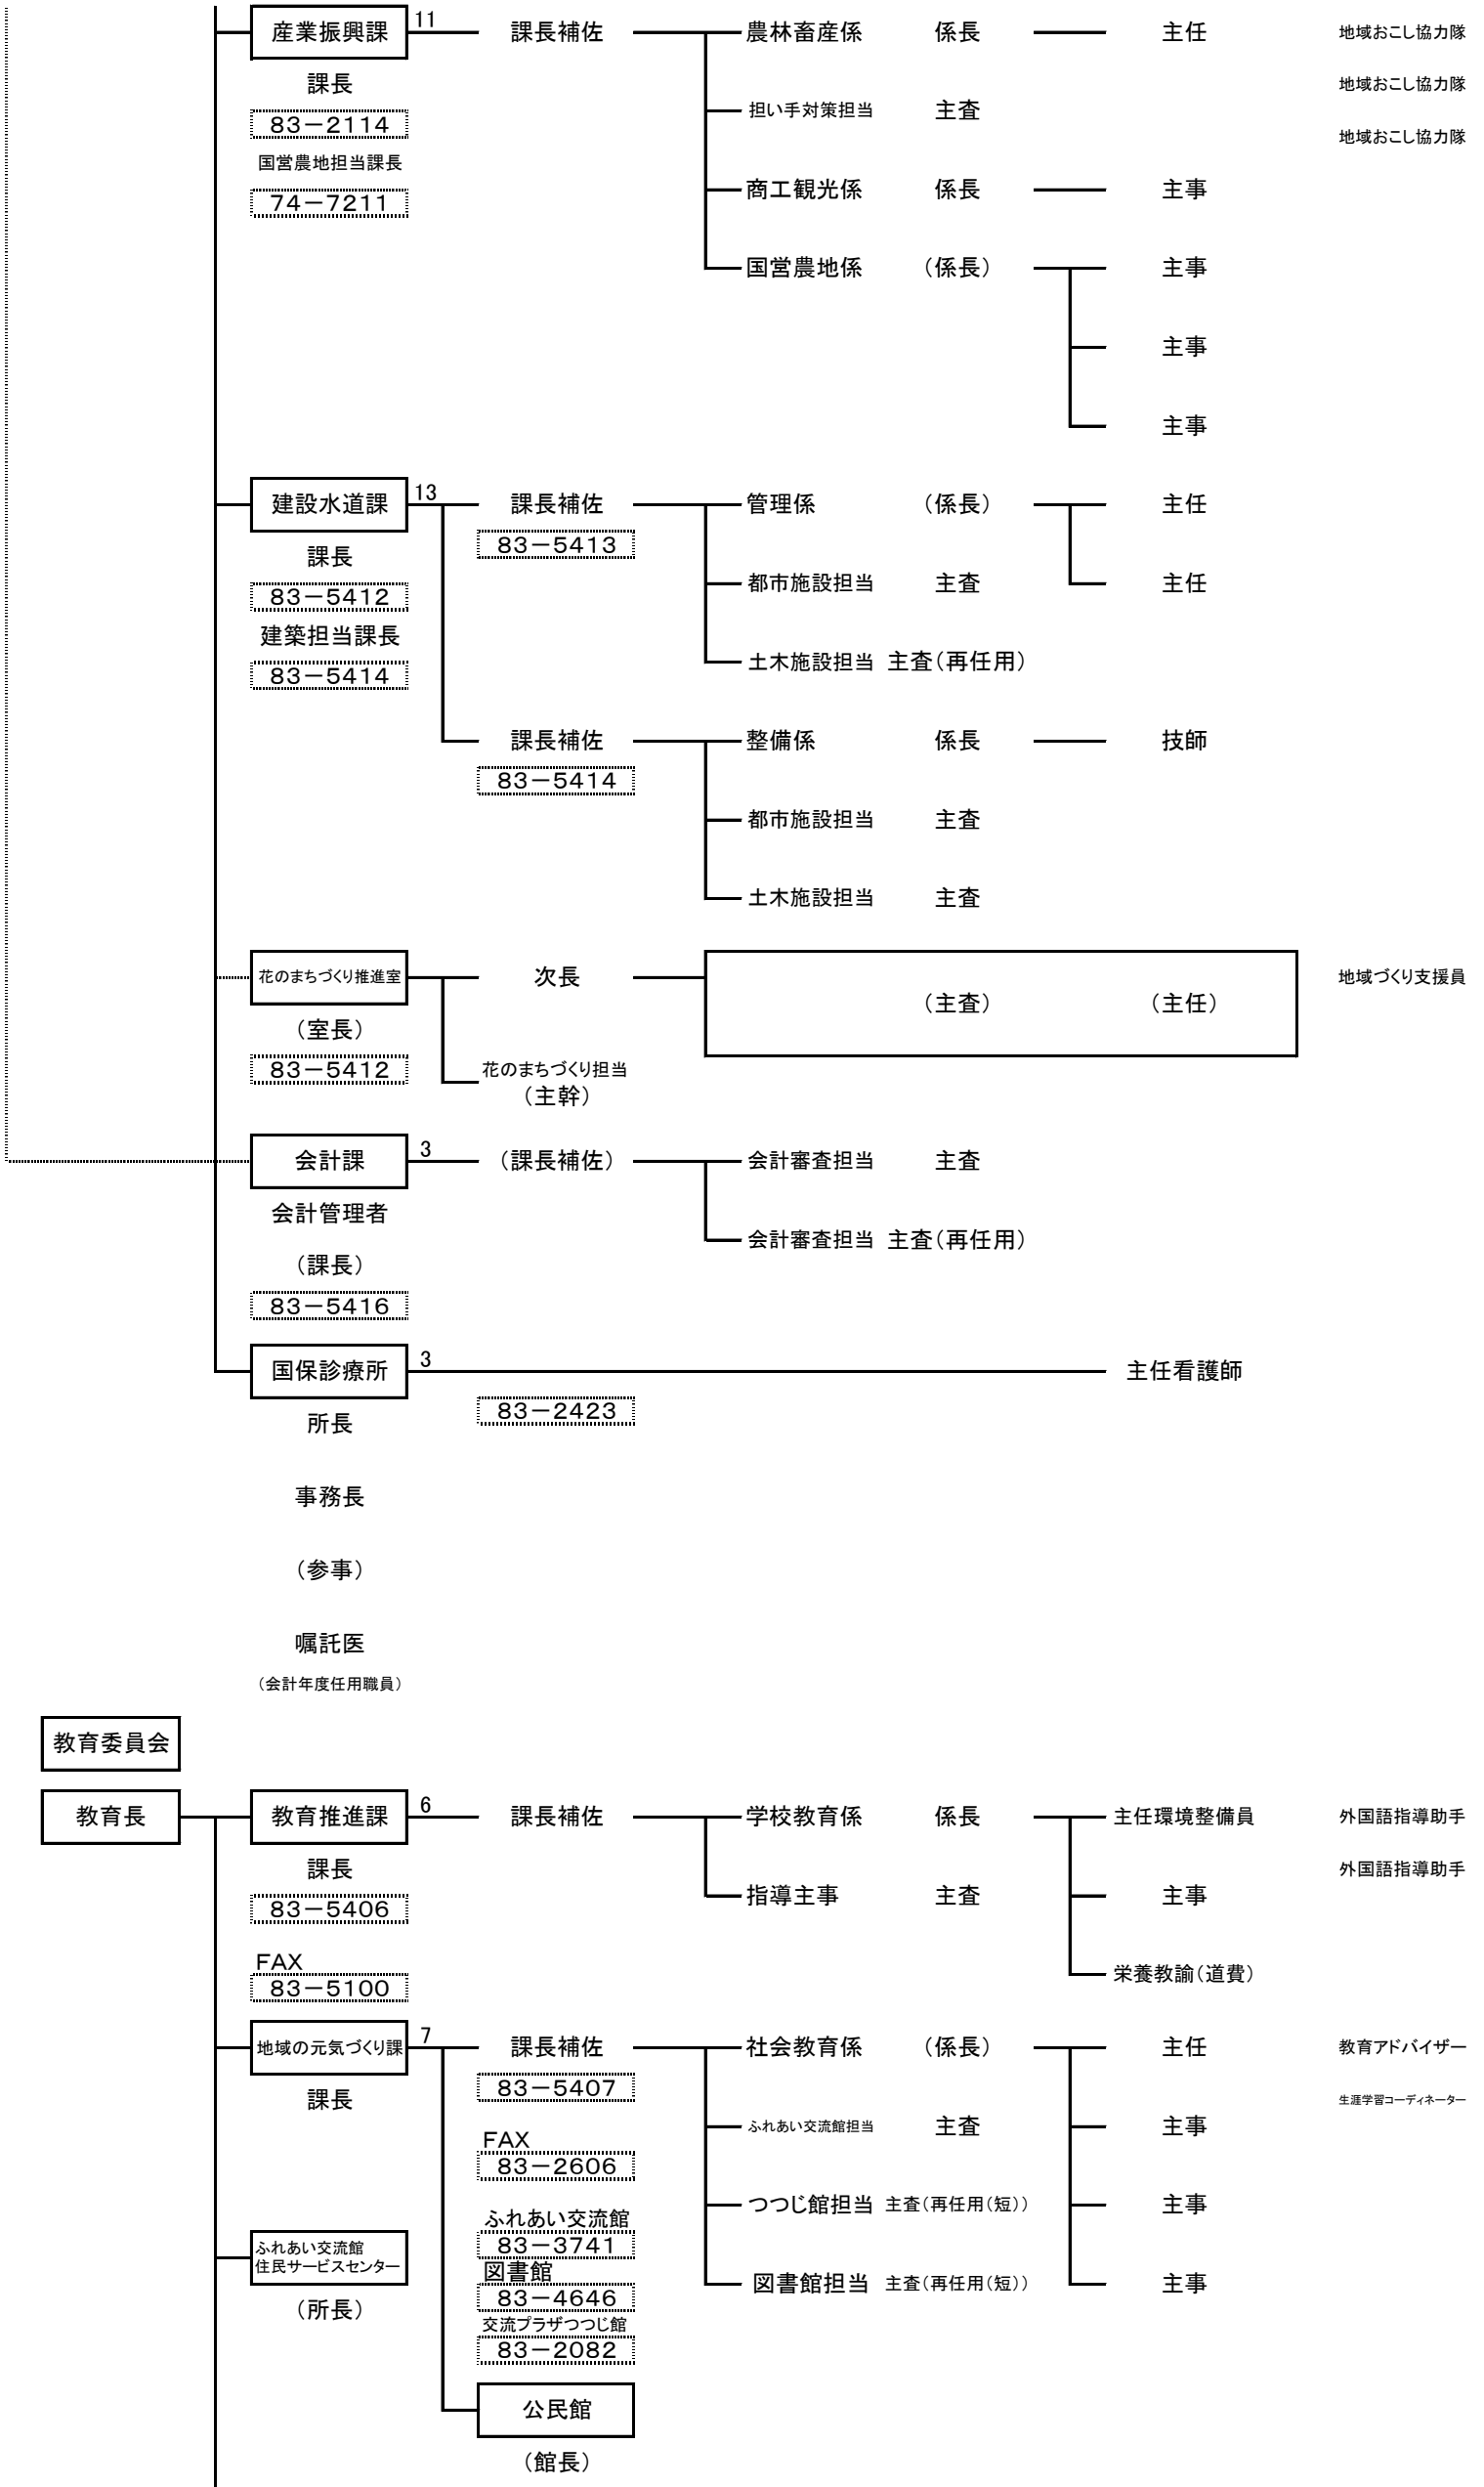 産業振興課 11 課長補佐 農林畜産係 係長 主任 地域おこし協力隊
課長 地域おこし協力隊
83－2114 担い手対策担当 主査
地域おこし協力隊
国営農地担当課長
74－7211 商工観光係 係長 主事
国営農地係 （係長） 主事
主事
主事
建設水道課 13 課長補佐 管理係 （係長） 主任
課長 83－5413
83－5412 都市施設担当 主査 主任
建築担当課長
83－5414 土木施設担当 主査（再任用）
課長補佐 整備係 係長 技師
83－5414
都市施設担当 主査
土木施設担当 主査
花のまちづくり推進室 次長 地域づくり支援員
（主査） （主任）
（室長）
83－5412 花のまちづくり担当
（主幹）
会計課 3 （課長補佐） 会計審査担当 主査
会計管理者
会計審査担当 主査（再任用）
（課長）
83－5416
国保診療所 3 主任看護師
83－2423
所長
事務長
（参事）
嘱託医
（会計年度任用職員）
教育委員会
教育長 教育推進課 6 課長補佐 学校教育係 係長 主任環境整備員 外国語指導助手
課長 外国語指導助手
83－5406 指導主事 主査 主事
FAX
83－5100 栄養教諭（道費）
地域の元気づくり課 7 課長補佐 社会教育係 （係長） 主任 教育アドバイザー
83－5407
課長 生涯学習コーディネーター
ふれあい交流館担当 主査 主事
FAX
83－2606
つつじ館担当 主査（再任用（短）） 主事
ふれあい交流館
83－3741
ふれあい交流館
住民サービスセンター
図書館
83－4646 図書館担当 主査（再任用（短）） 主事
（所長）
交流プラザつつじ館
83－2082
公民館
（館長）